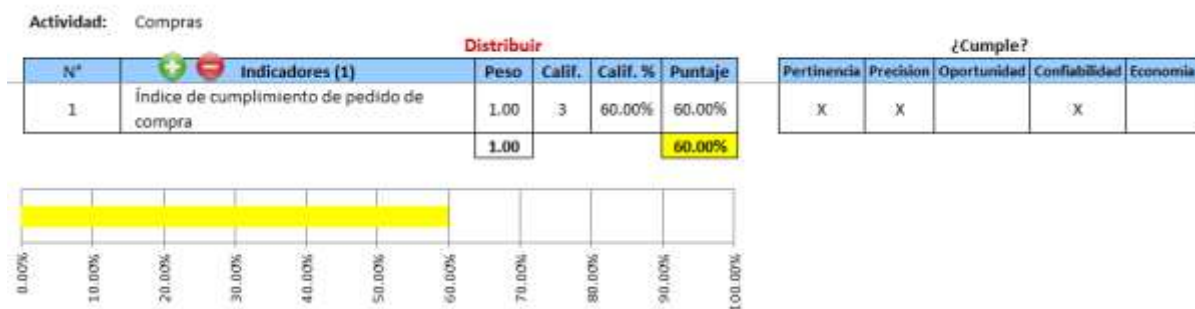 Actividad: Compras
Distribuir ¿Cumple?
N° Indicadores (1) Peso Calif. Calif. % Puntaje Pertinencia Precision Oportunidad Confiabilidad Economia
1 Índice de cumplimiento de pedido de compra 1.00 3 60.00% 60.00% X X X
1.00 60.00%
0.00% 10.00% 20.00% 30.00% 40.00% 50.00% 60.00% 70.00% 80.00% 90.00% 100.00%